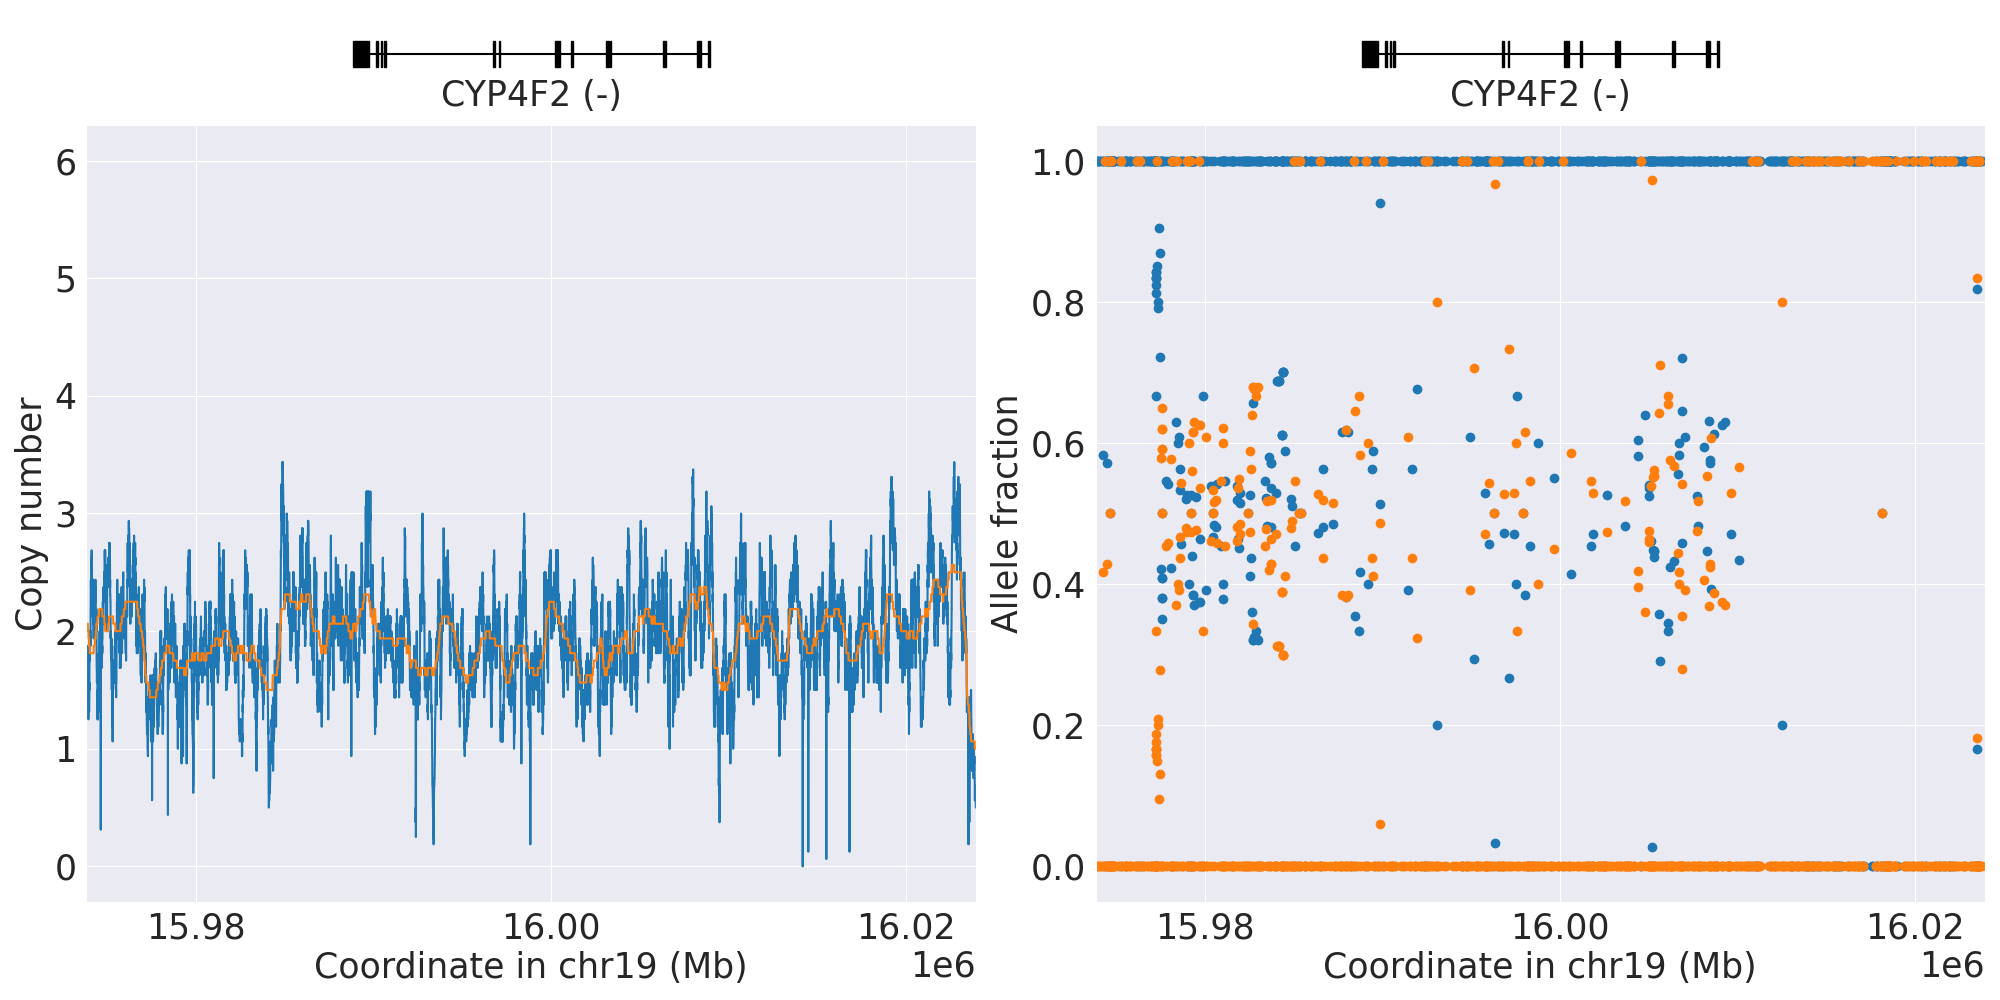 CYP4F2 (-)
6
5
4
3
2
1
0
Copy number
15.98
16.00
16.02
Coordinate in chr19 (Mb)
1e6
CYP4F2 (-)
1.0
0.8
0.6
0.4
0.2
0.0
Allele fraction
15.98
16.00
16.02
Coordinate in chr19 (Mb)
1e6